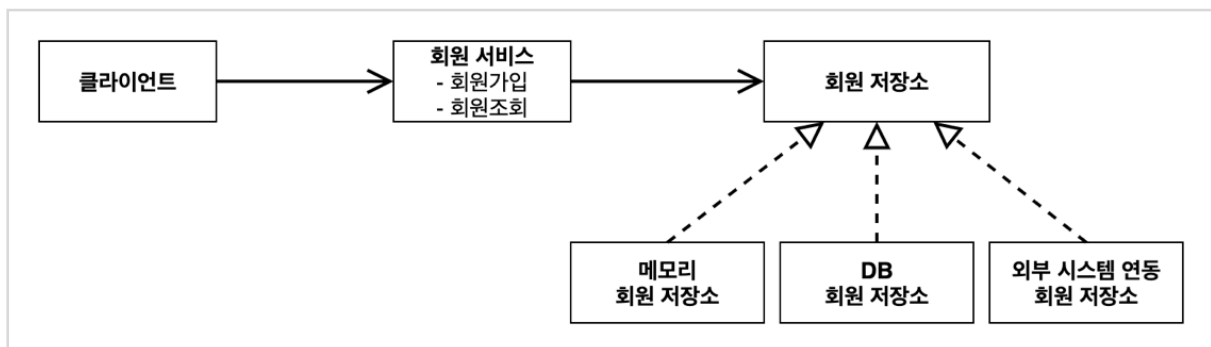 클라이언트
회원 서비스
- 회원가입
- 회원조회
회원 저장소
메모리
회원 저장소
DB
회원 저장소
외부 시스템 연동
회원 저장소